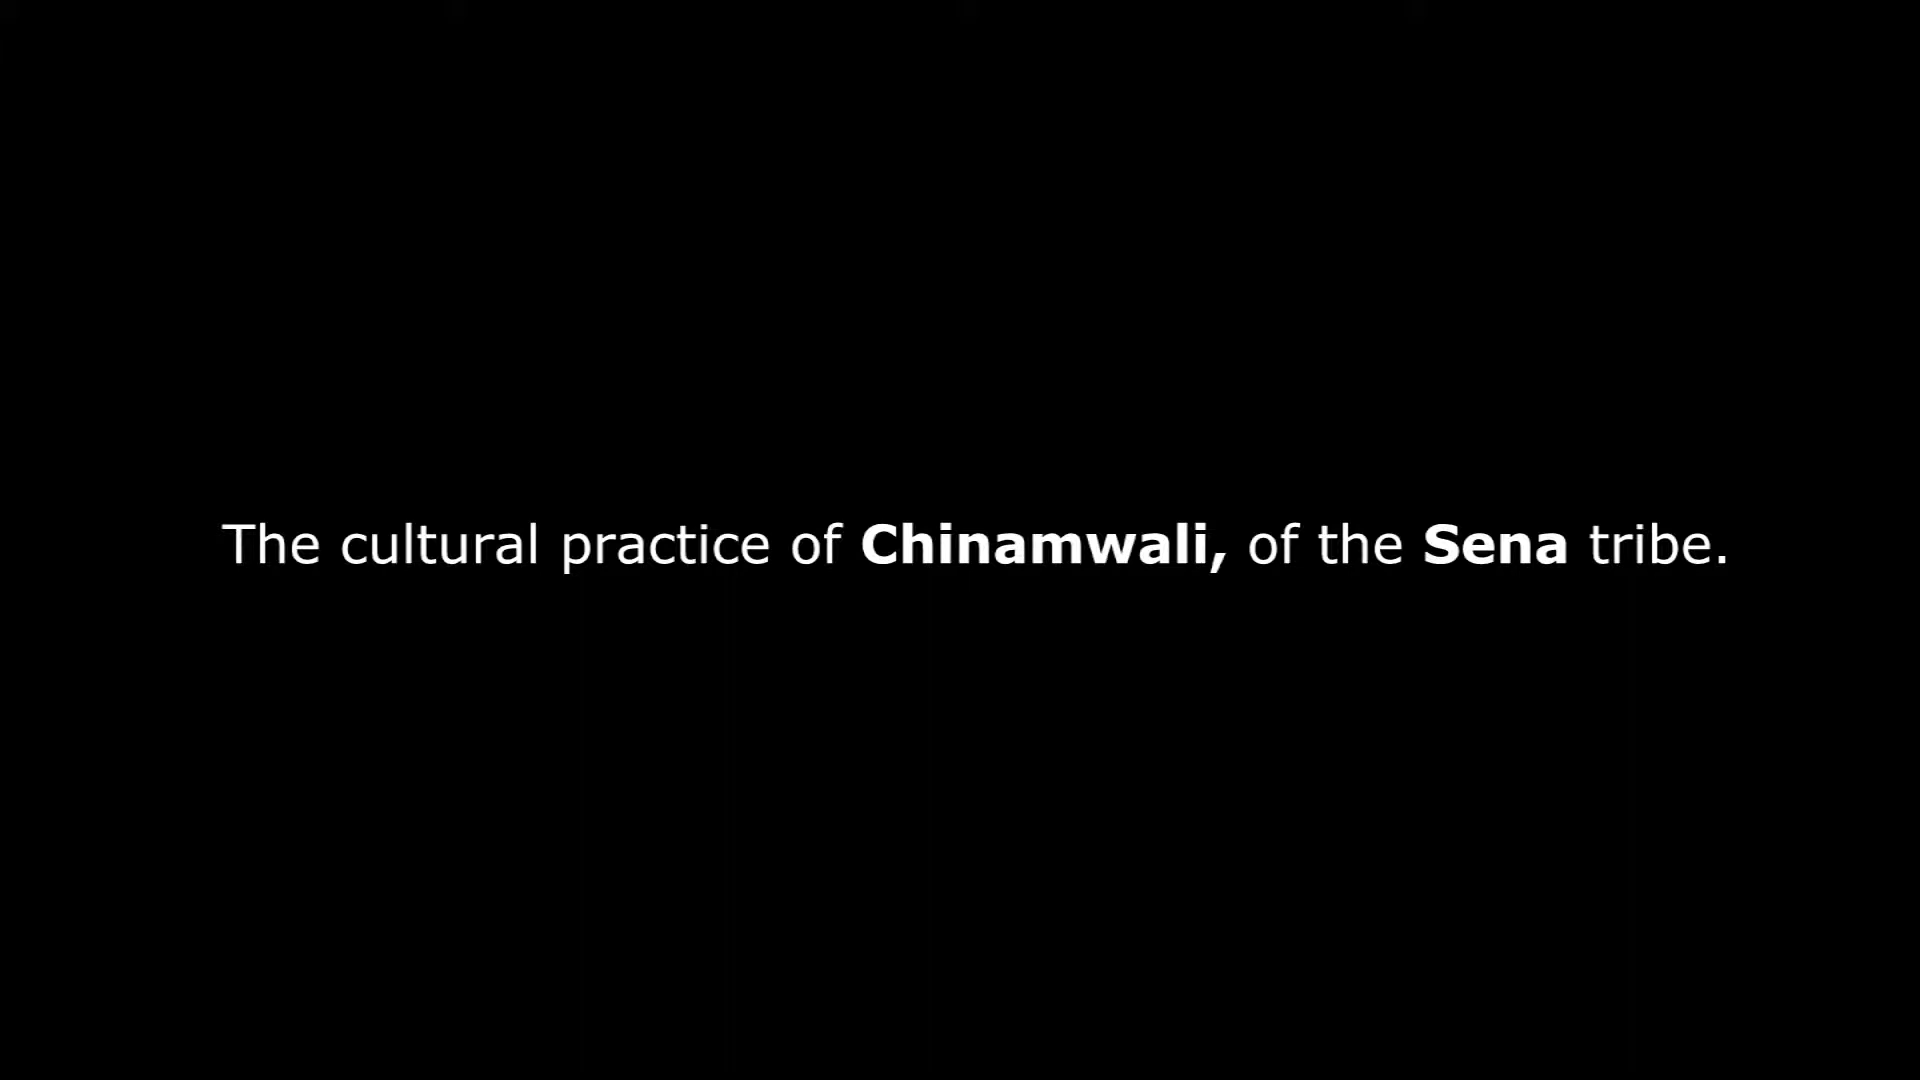 The cultural practice of Chinamwali, of the Sena tribe.